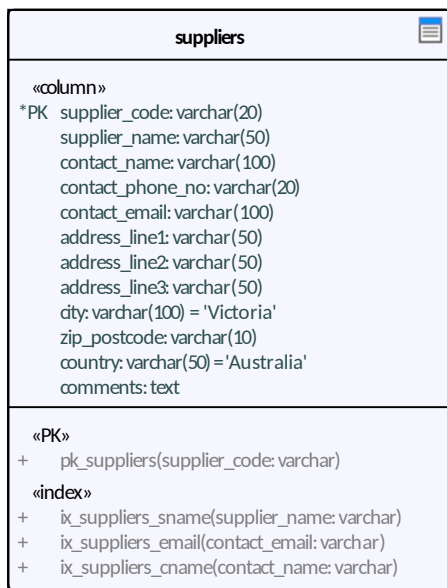 suppliers
«column»
*PK supplier_code: varchar(20)
supplier_name: varchar(50)
contact_name: varchar(100)
contact_phone_no: varchar(20)
contact_email: varchar(100)
address_line1: varchar(50)
address_line2: varchar(50)
address_line3: varchar(50)
city: varchar(100) = 'Victoria'
zip_postcode: varchar(10)
country: varchar(50) = 'Australia'
comments: text
«PK»
+ pk_suppliers(supplier_code: varchar)
«index»
+ ix_suppliers_sname(supplier_name: varchar)
+ ix_suppliers_email(contact_email: varchar)
+ ix_suppliers_cname(contact_name: varchar)